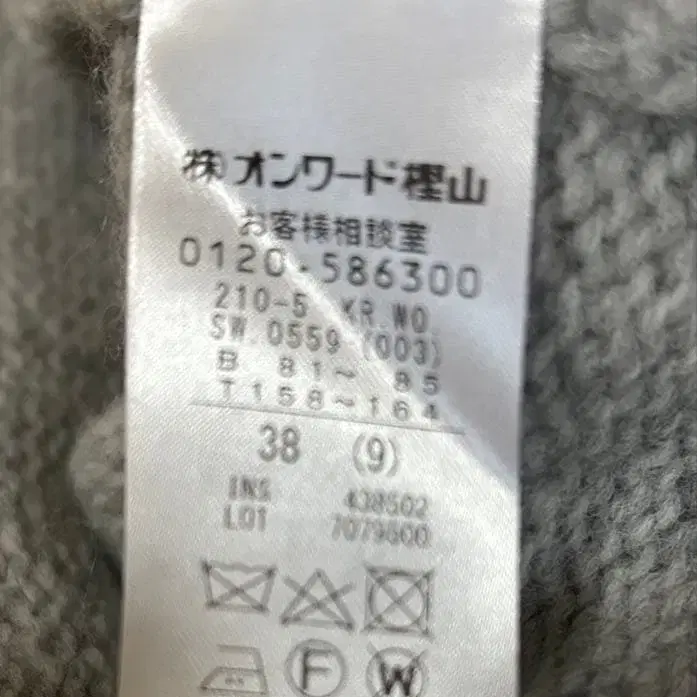 ㈱オンワード樫山
お客様相談室
0120-586300
210-5 KR.WO.
SW.0559-(003)
B 81~ 85
T158~164
38 (9)
INS 438502
LOT 7079600
F W